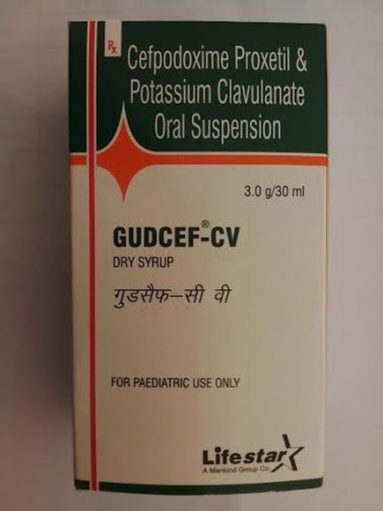 Rx
Cefpodoxime Proxetil &
Potassium Clavulanate
Oral Suspension
3.0 g/30 ml
GUDCEF®-CV
DRY SYRUP
गुडसैफ-सी वी
FOR PAEDIATRIC USE ONLY
Lifestar
A Mankind Group Co.